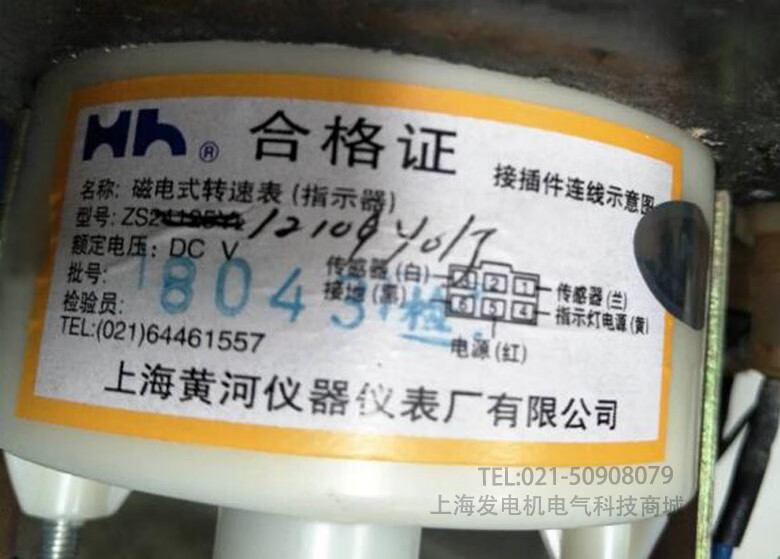 Hh® 合格证
名称: 磁电式转速表(指示器)
接插件连线示意图
型号: ZS2
额定电压: DC V
批号:
8043
检
检验员:
TEL:(021)64461557
传感器(白)
接地(黑)
3 2 1
6 5 4
传感器(兰)
指示灯电源(黄)
电源(红)
上海黄河仪器仪表厂有限公司
TEL:021-50908079
上海发电机电气科技商城